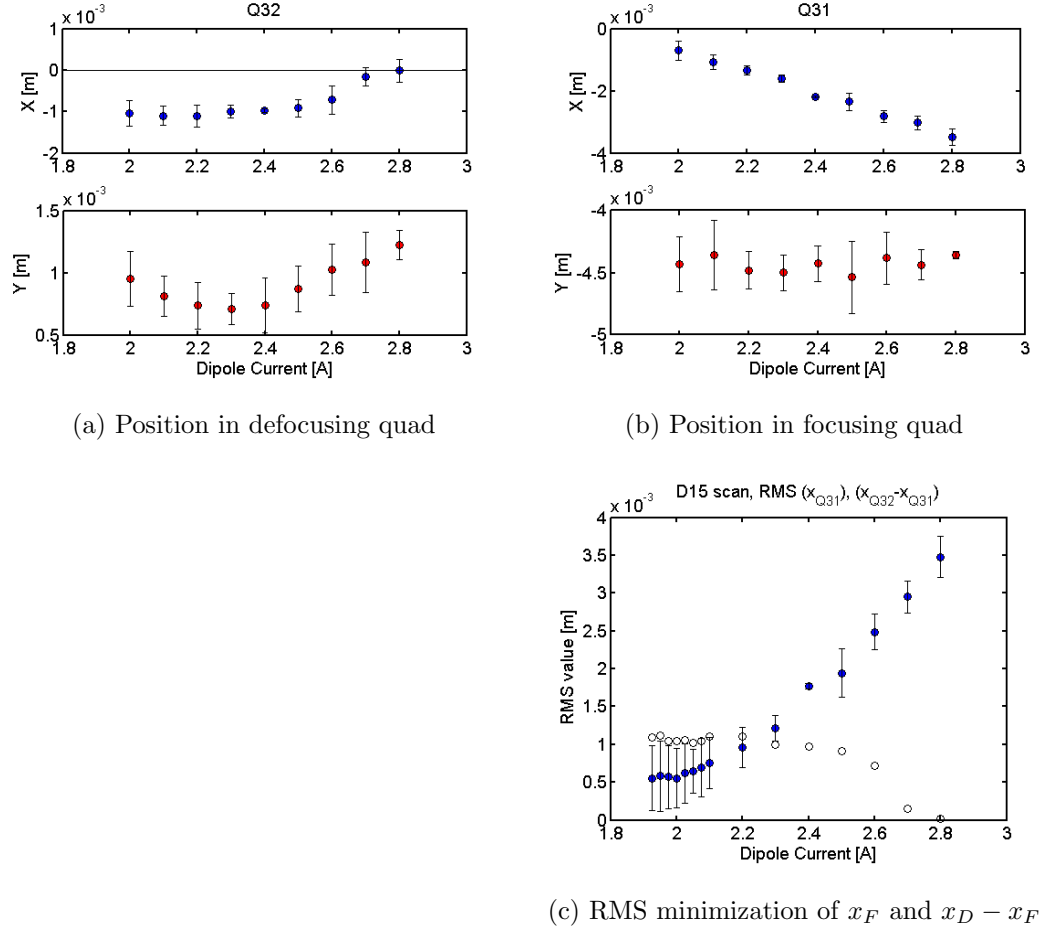 Q32
x 10^-3
1
0
-1
-2
X [m]
1.8 2 2.2 2.4 2.6 2.8 3
x 10^-3
1.5
1
0.5
Y [m]
1.8 2 2.2 2.4 2.6 2.8 3
Dipole Current [A]
(a) Position in defocusing quad
Q31
x 10^-3
0
-2
-4
X [m]
1.8 2 2.2 2.4 2.6 2.8 3
x 10^-3
-4
-4.5
-5
Y [m]
1.8 2 2.2 2.4 2.6 2.8 3
Dipole Current [A]
(b) Position in focusing quad
D15 scan, RMS (x_Q31), (x_Q32-x_Q31)
x 10^-3
4
3.5
3
2.5
2
1.5
1
0.5
0
RMS value [m]
1.8 2 2.2 2.4 2.6 2.8 3
Dipole Current [A]
(c) RMS minimization of x_F and x_D − x_F